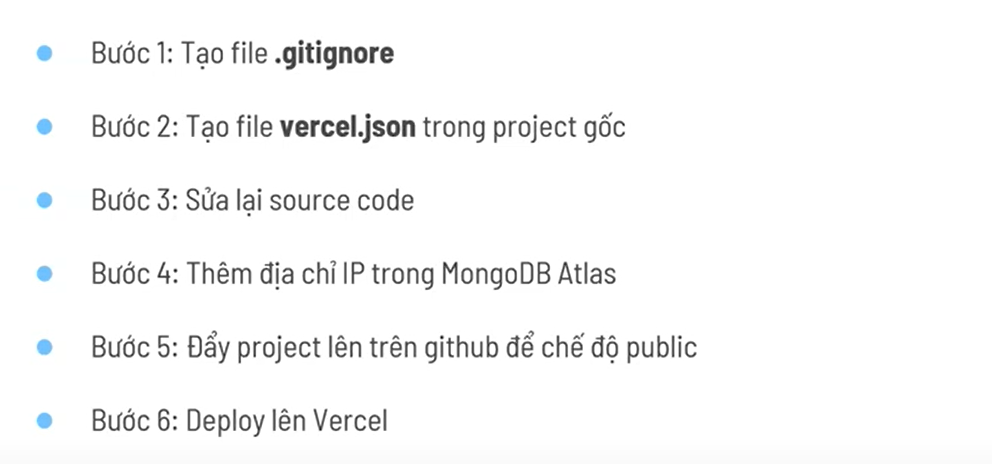 Bước 1: Tạo file .gitignore
Bước 2: Tạo file vercel.json trong project gốc
Bước 3: Sửa lại source code
Bước 4: Thêm địa chỉ IP trong MongoDB Atlas
Bước 5: Đẩy project lên trên github để chế độ public
Bước 6: Deploy lên Vercel